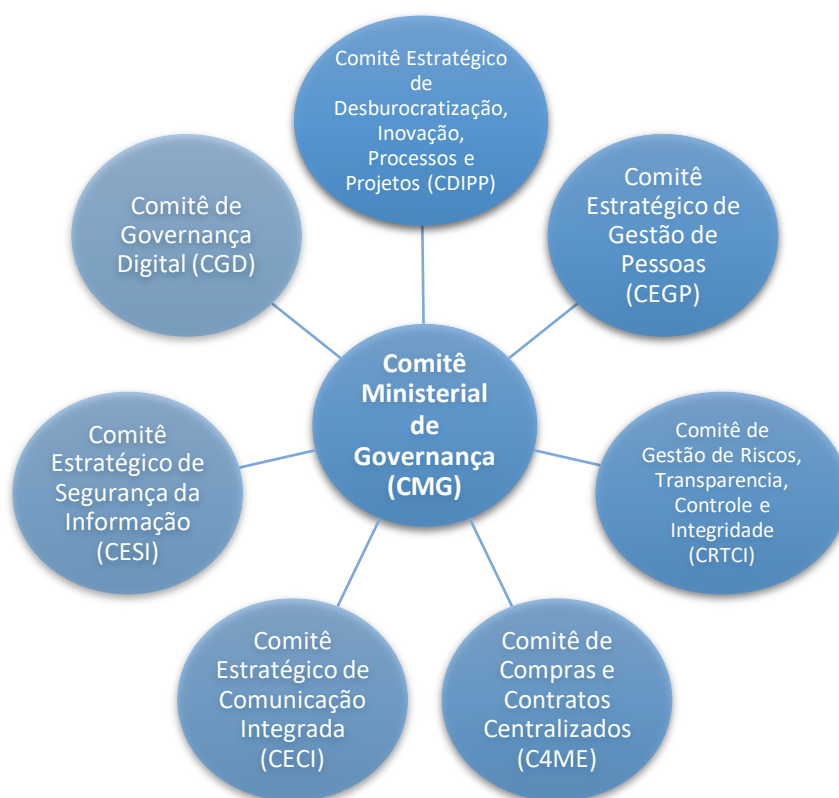 Comitê Estratégico
de
Desburocratização,
Inovação,
Processos e
Projetos (CDIPP)
Comitê
Estratégico de
Gestão de
Pessoas
(CEGP)
Comitê de
Gestão de Riscos,
Transparencia,
Controle e
Integridade
(CRTCI)
Comitê de
Compras e
Contratos
Centralizados
(C4ME)
Comitê
Estratégico de
Comunicação
Integrada
(CECI)
Comitê
Estratégico de
Segurança da
Informação
(CESI)
Comitê de
Governança
Digital (CGD)
Comitê
Ministerial
de
Governança
(CMG)